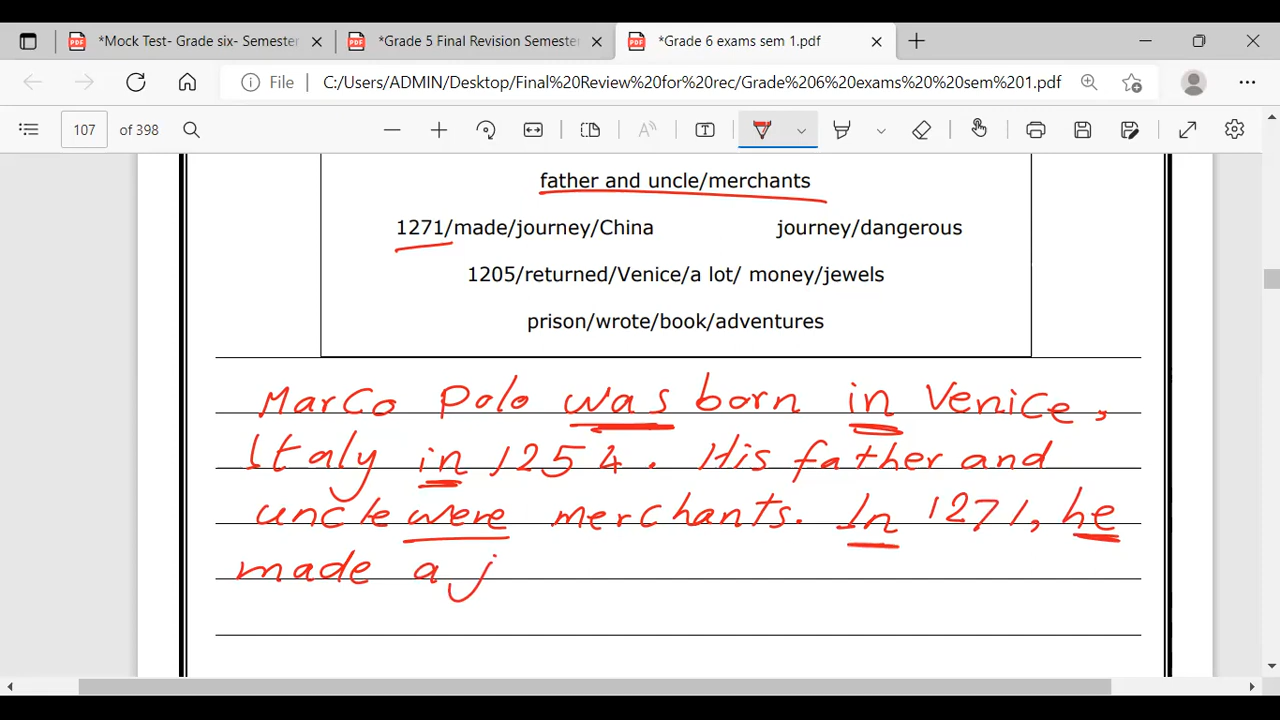 *Mock Test- Grade six- Semester
*Grade 5 Final Revision Semester
*Grade 6 exams sem 1.pdf
File C:/Users/ADMIN/Desktop/Final%20Review%20for%20rec/Grade%206%20exams%20%20sem%201.pdf
107 of 398
father and uncle/merchants
1271/made/journey/China journey/dangerous
1205/returned/Venice/a lot/ money/jewels
prison/wrote/book/adventures
Marco Polo was born in Venice,
Italy in 1254. His father and
uncle were merchants. In 1271, he
made a j